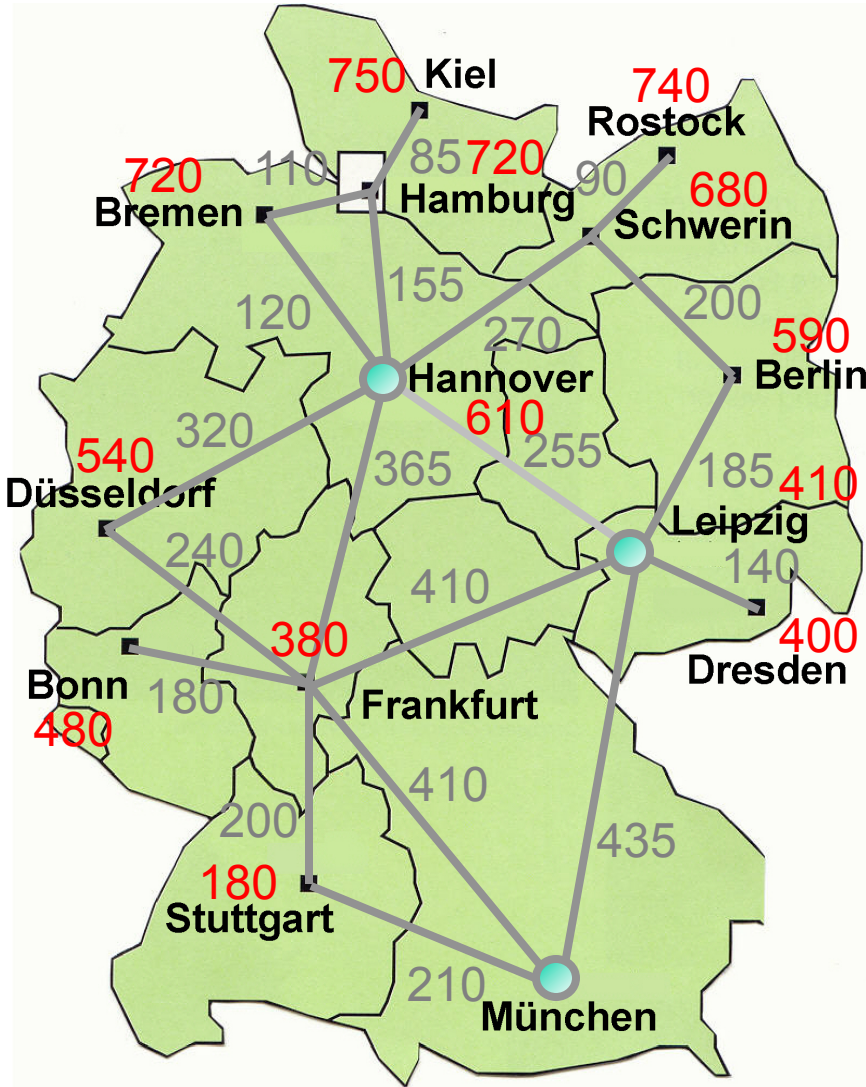 750 Kiel
740
Rostock
110
85 720
720
Bremen
Hamburg
90
680
Schwerin
155
120
200
270
590
Hannover
Berlin
610
320
540
365
255
185 410
Düsseldorf
Leipzig
240
410
140
380
400
Bonn
180
Dresden
480
Frankfurt
410
200
435
180
Stuttgart
210
München